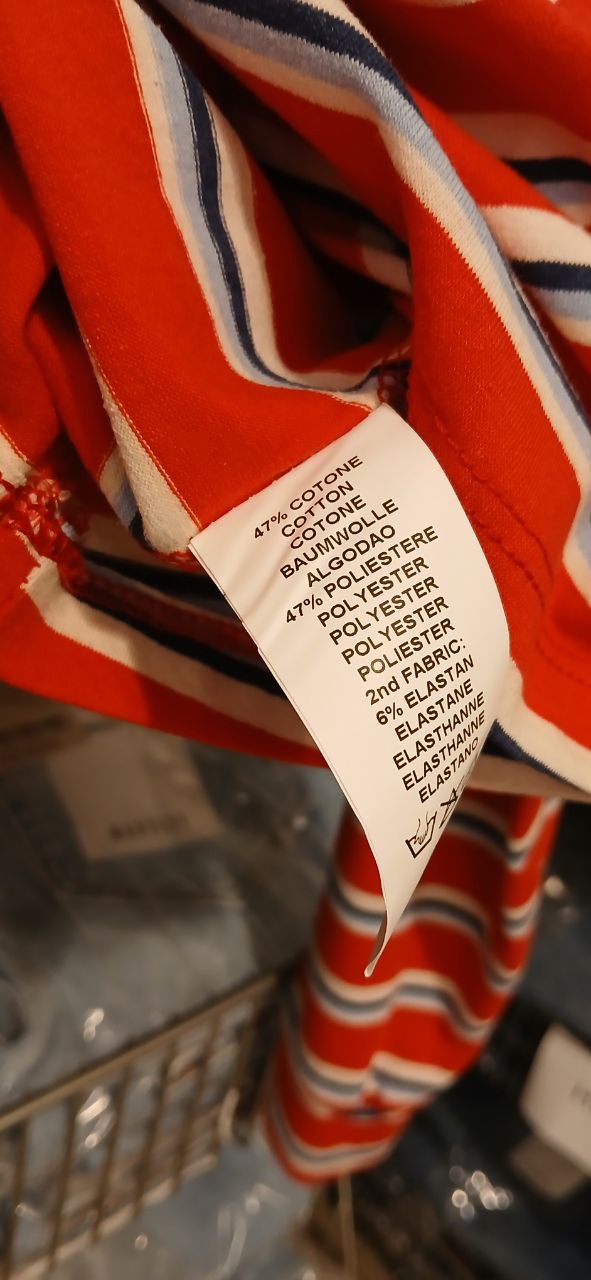 47% COTONE
COTTON
COTONE
BAUMWOLLE
ALGODAO
47% POLIESTERE
POLYESTER
POLYESTER
POLYESTER
POLIESTER
2nd FABRIC:
6% ELASTAN
ELASTANE
ELASTHANNE
ELASTHANNE
ELASTANO